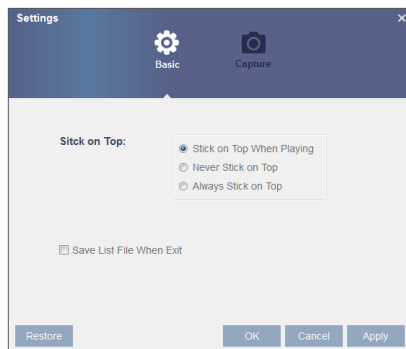 Settings
Basic
Capture
Sitck on Top:
Stick on Top When Playing
Never Stick on Top
Always Stick on Top
Save List File When Exit
Restore
OK
Cancel
Apply